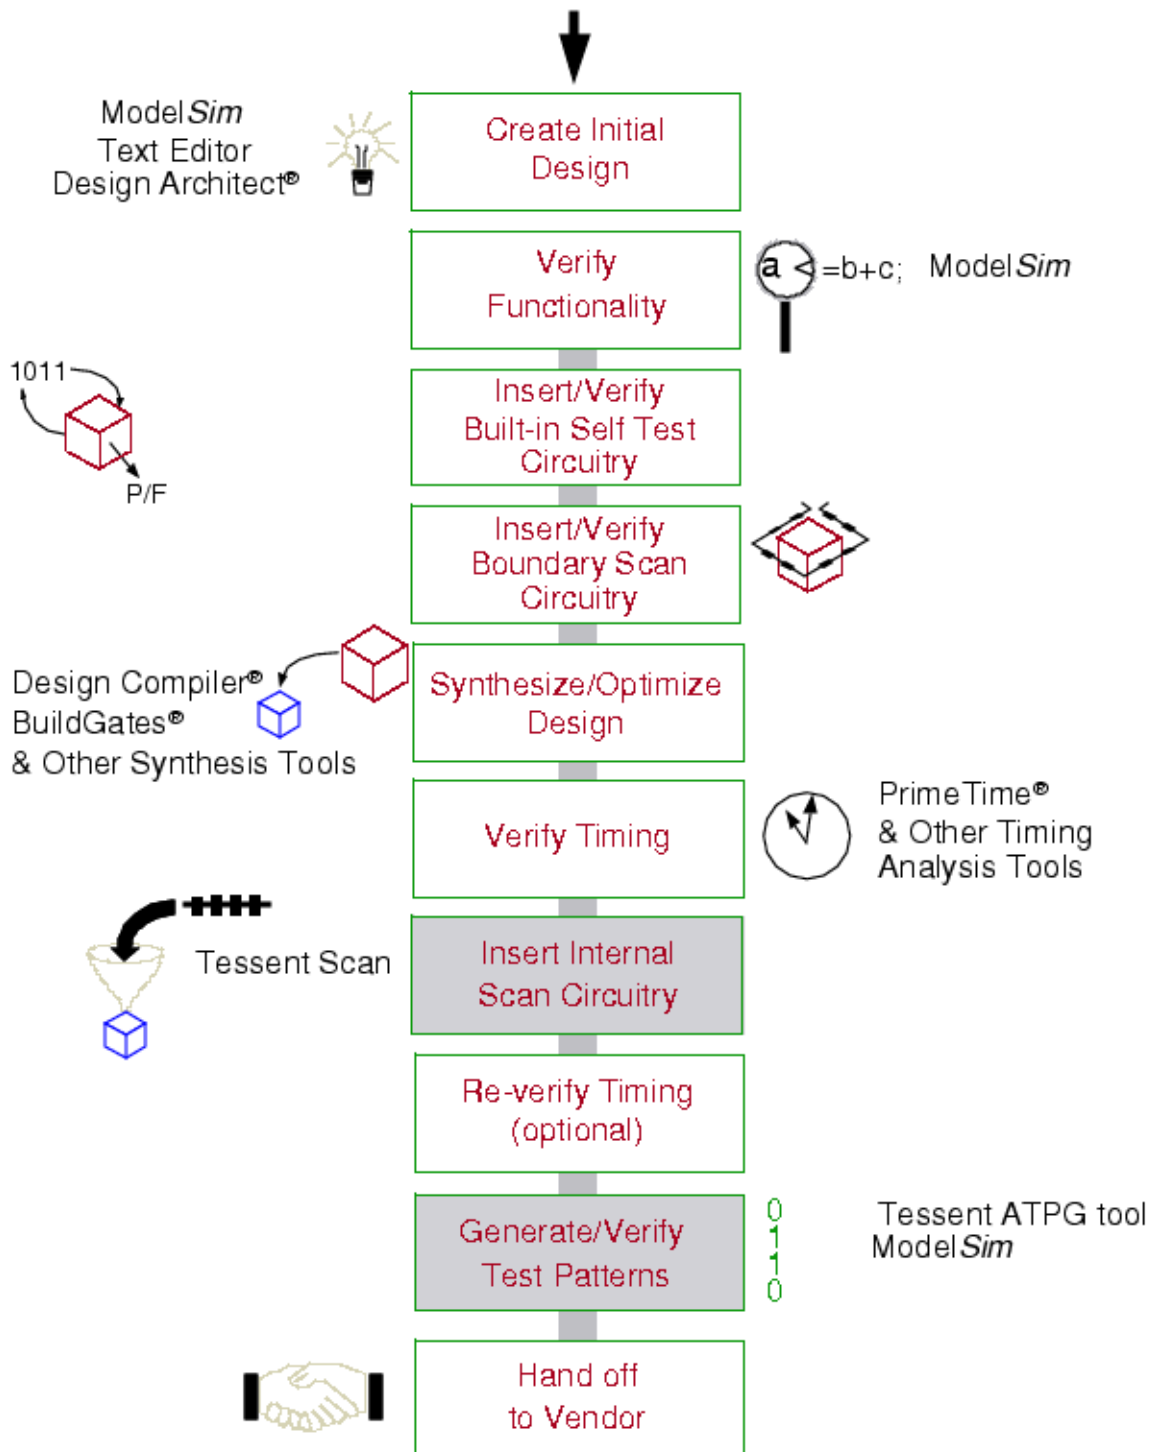 ModelSim
Text Editor
Design Architect®
Create Initial
Design
Verify
Functionality
a <=b+c;
ModelSim
1011
P/F
Insert/Verify
Built-in Self Test
Circuitry
Insert/Verify
Boundary Scan
Circuitry
Design Compiler®
BuildGates®
& Other Synthesis Tools
Synthesize/Optimize
Design
Verify Timing
PrimeTime®
& Other Timing
Analysis Tools
Tessent Scan
Insert Internal
Scan Circuitry
Re-verify Timing
(optional)
Generate/Verify
Test Patterns
0
1
1
0
Tessent ATPG tool
ModelSim
Hand off
to Vendor